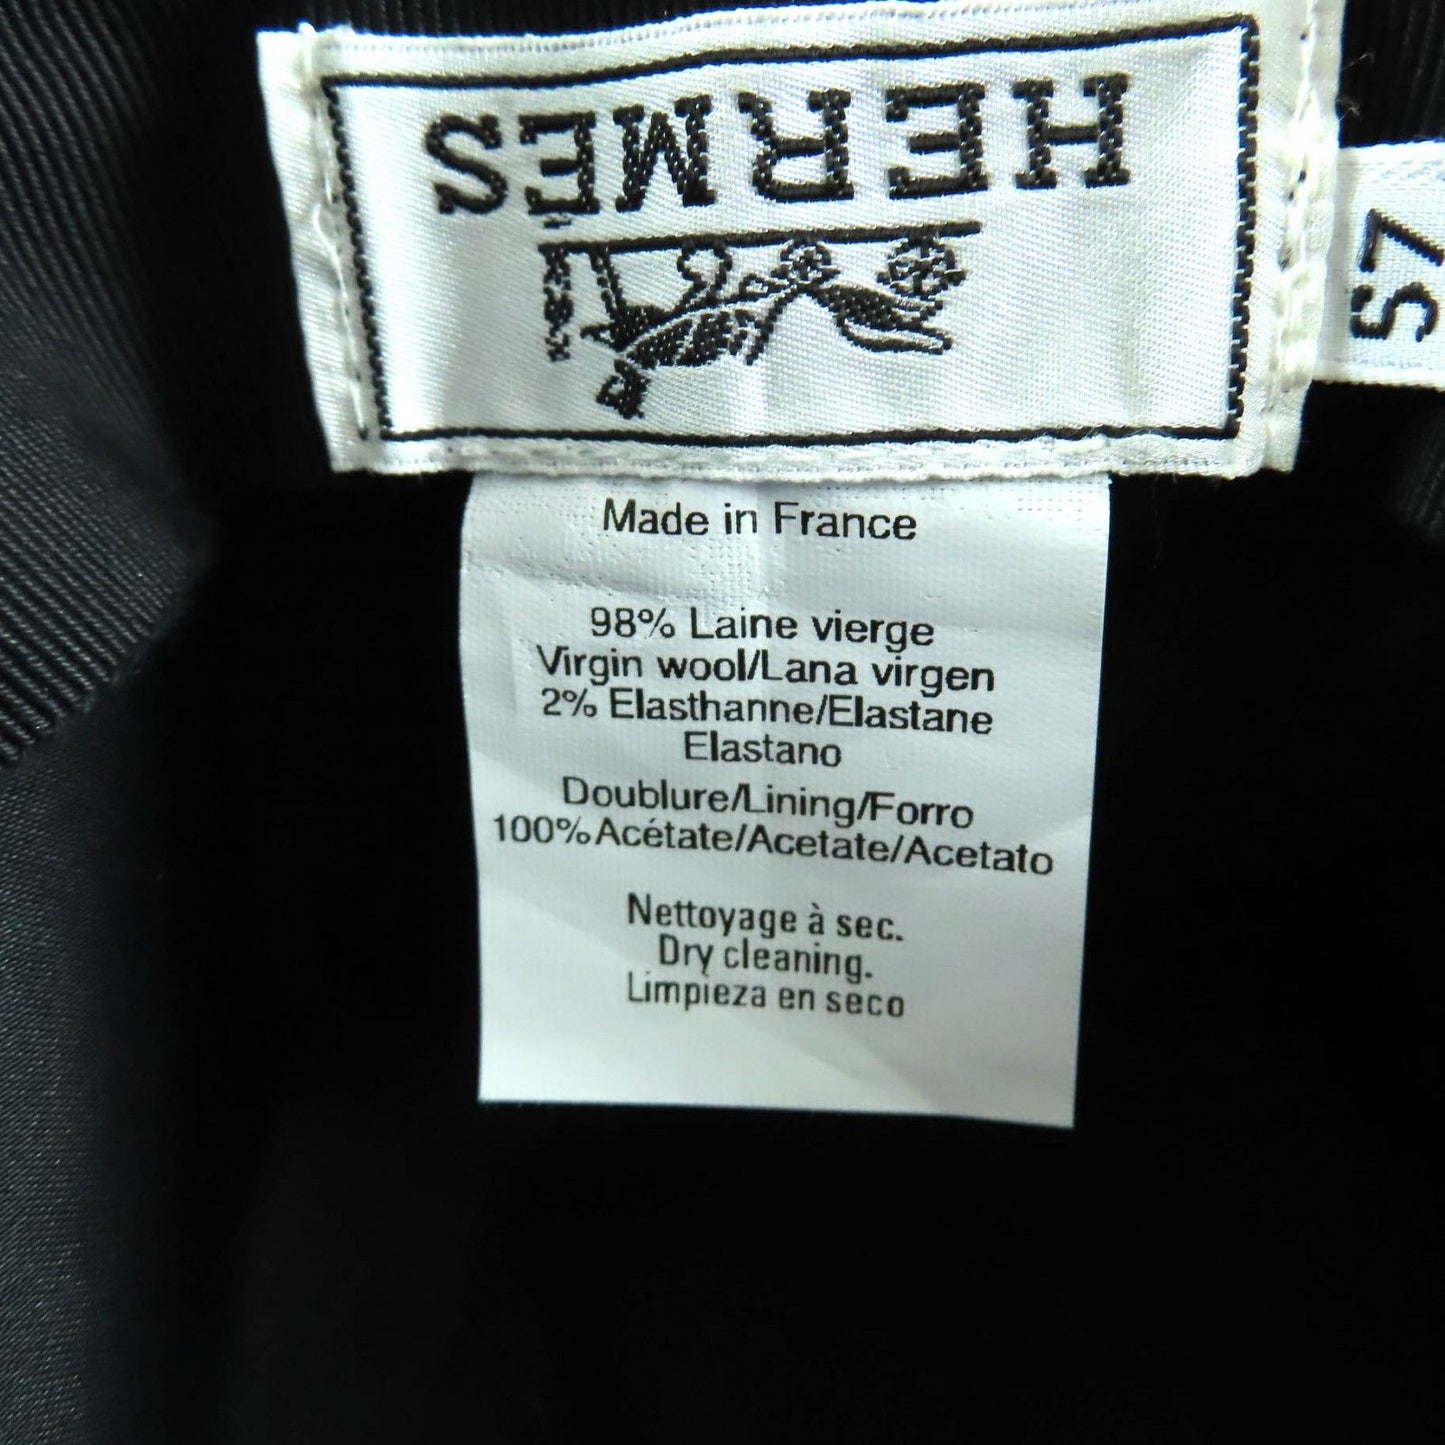 HERMES
57
Made in France
98% Laine vierge
Virgin wool/Lana virgen
2% Elasthanne/Elastane
Elastano
Doublure/Lining/Forro
100% Acétate/Acetate/Acetato
Nettoyage à sec.
Dry cleaning.
Limpieza en seco